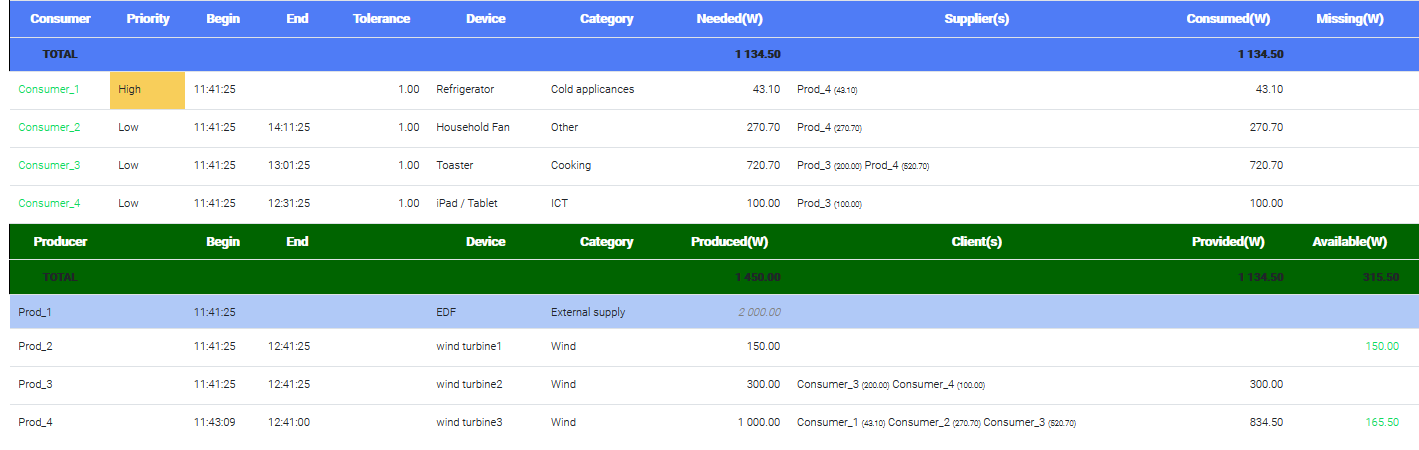 Consumer Priority Begin End Tolerance Device Category Needed(W) Supplier(s) Consumed(W) Missing(W)
TOTAL 1 134.50 1 134.50
Consumer_1 High 11:41:25 1.00 Refrigerator Cold applicances 43.10 Prod_4 (43.10) 43.10
Consumer_2 Low 11:41:25 14:11:25 1.00 Household Fan Other 270.70 Prod_4 (270.70) 270.70
Consumer_3 Low 11:41:25 13:01:25 1.00 Toaster Cooking 720.70 Prod_3 (200.00) Prod_4 (520.70) 720.70
Consumer_4 Low 11:41:25 12:31:25 1.00 iPad / Tablet ICT 100.00 Prod_3 (100.00) 100.00
Producer Begin End Device Category Produced(W) Client(s) Provided(W) Available(W)
TOTAL 1 450.00 1 134.50 315.50
Prod_1 11:41:25 EDF External supply 2 000.00
Prod_2 11:41:25 12:41:25 wind turbine1 Wind 150.00 150.00
Prod_3 11:41:25 12:41:25 wind turbine2 Wind 300.00 Consumer_3 (200.00) Consumer_4 (100.00) 300.00
Prod_4 11:43:09 12:41:00 wind turbine3 Wind 1 000.00 Consumer_1 (43.10) Consumer_2 (270.70) Consumer_3 (520.70) 834.50 165.50